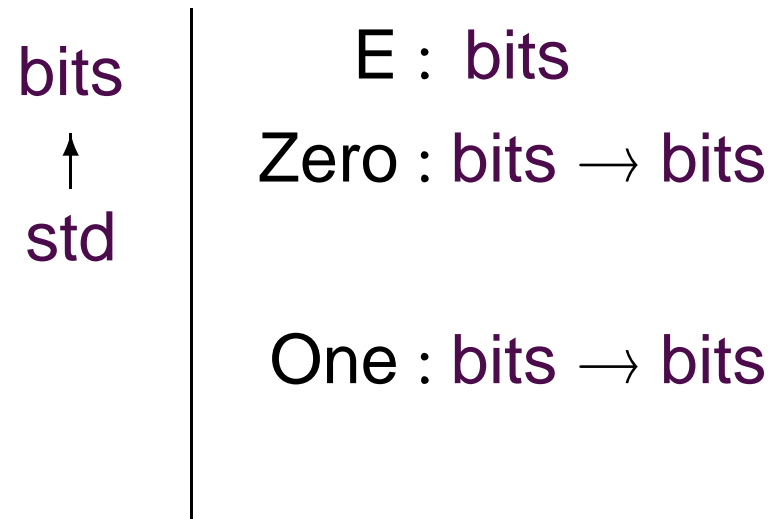 bits
↑
std
E : bits
Zero : bits → bits
One : bits → bits